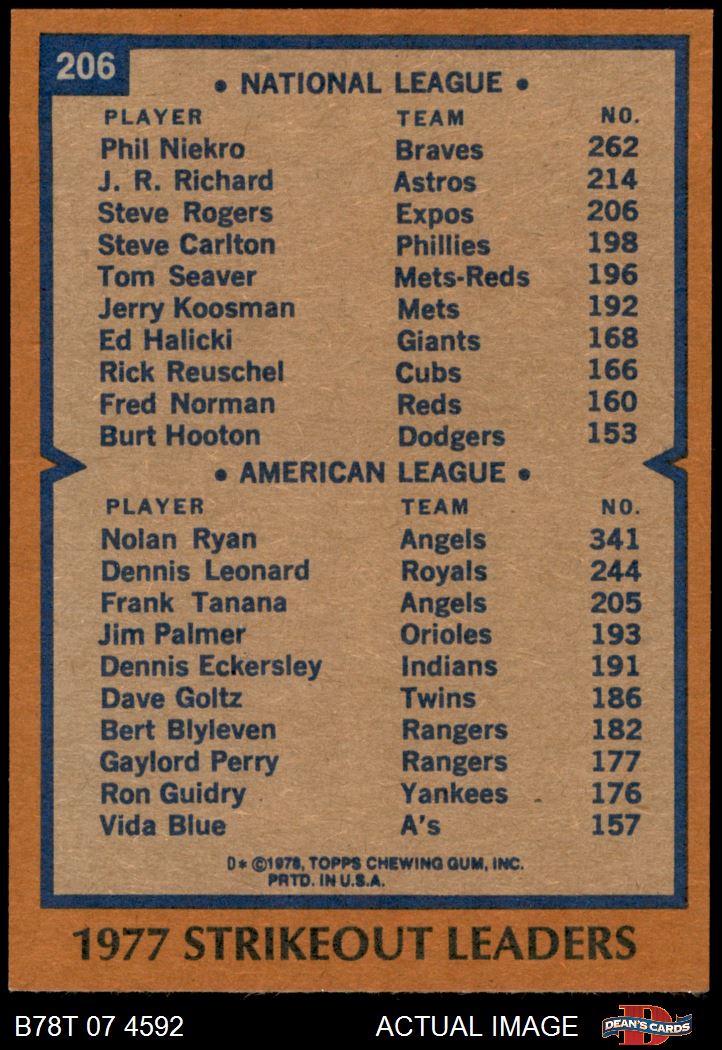 206
• NATIONAL LEAGUE •
PLAYER TEAM NO.
Phil Niekro Braves 262
J. R. Richard Astros 214
Steve Rogers Expos 206
Steve Carlton Phillies 198
Tom Seaver Mets-Reds 196
Jerry Koosman Mets 192
Ed Halicki Giants 168
Rick Reuschel Cubs 166
Fred Norman Reds 160
Burt Hooton Dodgers 153
• AMERICAN LEAGUE •
PLAYER TEAM NO.
Nolan Ryan Angels 341
Dennis Leonard Royals 244
Frank Tanana Angels 205
Jim Palmer Orioles 193
Dennis Eckersley Indians 191
Dave Goltz Twins 186
Bert Blyleven Rangers 182
Gaylord Perry Rangers 177
Ron Guidry Yankees 176
Vida Blue A's 157
D* ©1978, TOPPS CHEWING GUM, INC.
PRTD. IN U.S.A.
1977 STRIKEOUT LEADERS
B78T 07 4592 ACTUAL IMAGE D DEAN'S CARDS